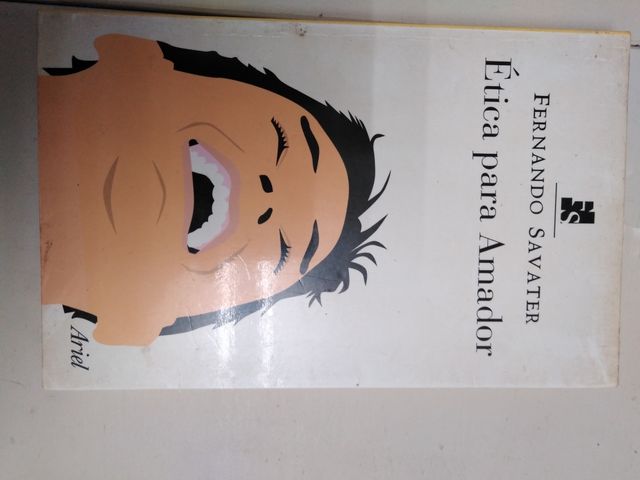 FERNANDO SAVATER
Ética para Amador
Ariel